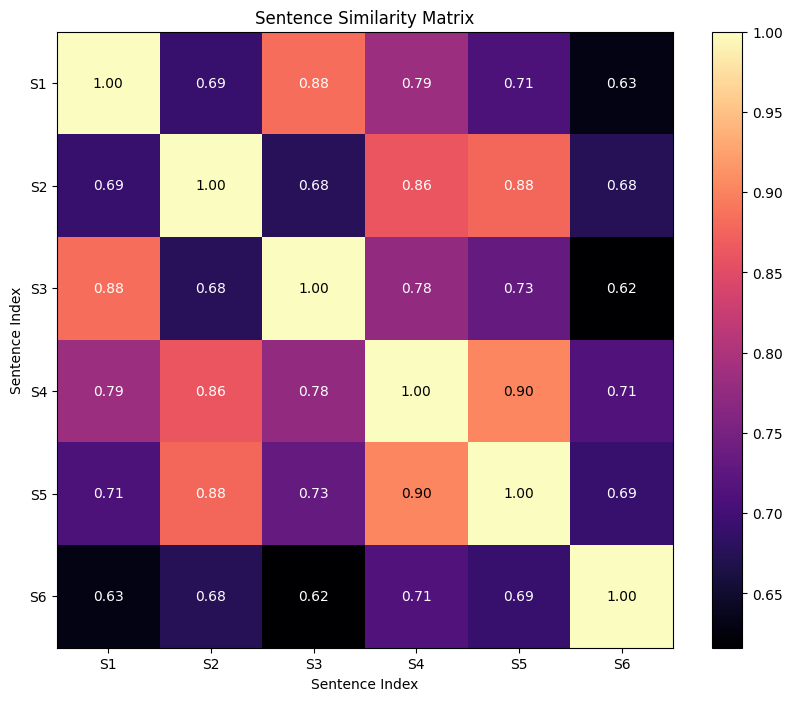 Sentence Similarity Matrix
S1 1.00 0.69 0.88 0.79 0.71 0.63
S2 0.69 1.00 0.68 0.86 0.88 0.68
S3 0.88 0.68 1.00 0.78 0.73 0.62
S4 0.79 0.86 0.78 1.00 0.90 0.71
S5 0.71 0.88 0.73 0.90 1.00 0.69
S6 0.63 0.68 0.62 0.71 0.69 1.00
S1 S2 S3 S4 S5 S6
Sentence Index
Sentence Index
1.00
0.95
0.90
0.85
0.80
0.75
0.70
0.65